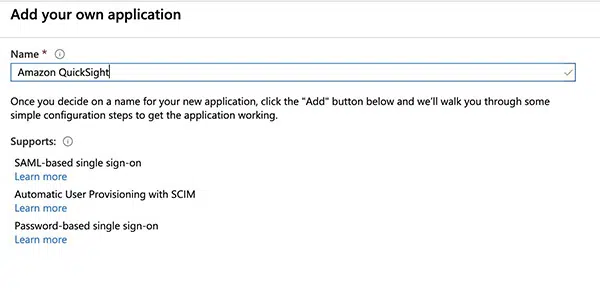 Add your own application
Name *
Amazon QuickSight
Once you decide on a name for your new application, click the "Add" button below and we'll walk you through some
simple configuration steps to get the application working.
Supports:
SAML-based single sign-on
Learn more
Automatic User Provisioning with SCIM
Learn more
Password-based single sign-on
Learn more